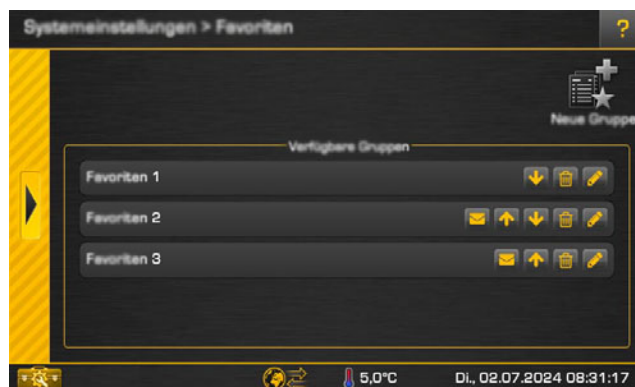 Systemeinstellungen > Favoriten
?
Neue Gruppe
Verfügbare Gruppen
Favoriten 1
Favoriten 2
Favoriten 3
5,0°C
Di., 02.07.2024 08:31:17